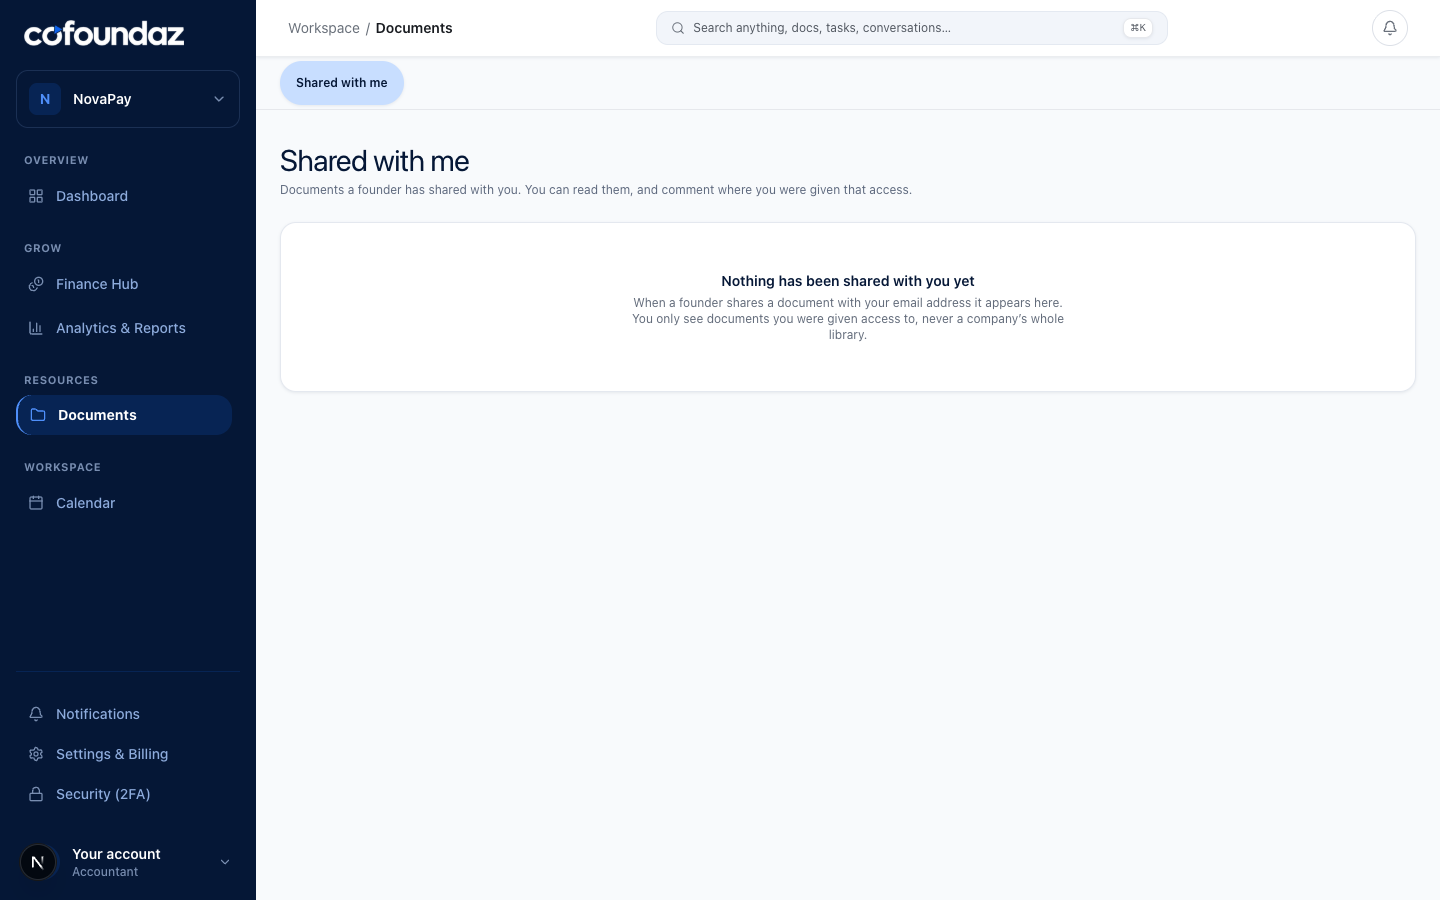 cofoundaz
N
NovaPay
OVERVIEW
Dashboard
GROW
Finance Hub
Analytics & Reports
RESOURCES
Documents
WORKSPACE
Calendar
Notifications
Settings & Billing
Security (2FA)
N
Your account
Accountant
Workspace / Documents
Search anything, docs, tasks, conversations...
⌘K
Shared with me
Shared with me
Documents a founder has shared with you. You can read them, and comment where you were given that access.
Nothing has been shared with you yet
When a founder shares a document with your email address it appears here.
You only see documents you were given access to, never a company’s whole
library.